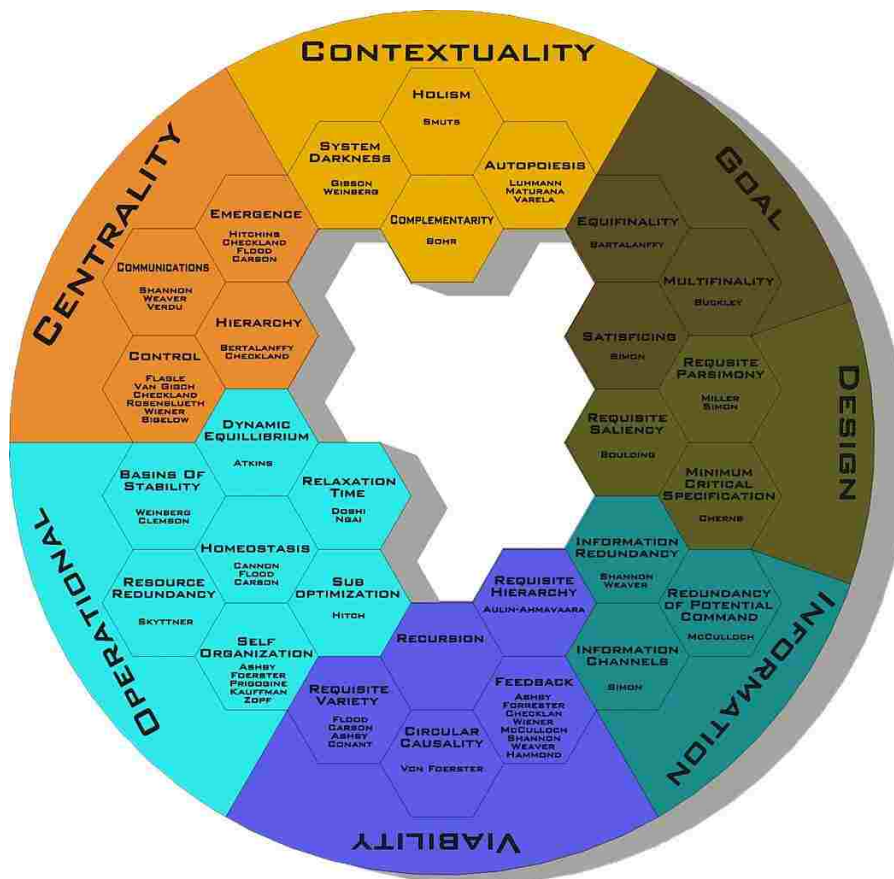 CONTEXTUALITY
HOLISM
SMUTS
SYSTEM
DARKNESS
GIBSON
WEINBERG
AUTOPOIESIS
LUHMANN
MATURANA
VARELA
COMPLEMENTARITY
BOHR
GOAL
EQUIFINALITY
BARTALANFFY
MULTIFINALITY
BUCKLEY
SATISFICING
SIMON
DESIGN
REQUSITE
PARSIMONY
MILLER
SIMON
REQUISITE
SALIENCY
BOULDING
MINIMUM
CRITICAL
SPECIFICATION
CHERNS
INFORMATION
INFORMATION
REDUNDANCY
SHANNON
WEAVER
REDUNDANCY
OF POTENTIAL
COMMAND
MCCULLOCH
INFORMATION
CHANNELS
SIMON
VIABILITY
REQUISITE
HIERARCHY
AULIN-AHMAVAARA
RECURSION
FEEDBACK
ASHBY
FORRESTER
CHECKLAN
WIENER
MCCULLOCH
SHANNON
WEAVER
HAMMOND
REQUISITE
VARIETY
FLOOD
CARSON
ASHBY
CONANT
CIRCULAR
CAUSALITY
VON FOERSTER
OPERATIONAL
DYNAMIC
EQUILLIBRIUM
ATKINS
BASINS OF
STABILITY
WEINBERG
CLEMSON
RELAXATION
TIME
DOSHI
NGAI
HOMEOSTASIS
CANNON
FLOOD
CARSON
RESOURCE
REDUNDANCY
SKYTTNER
SUB
OPTIMIZATION
HITCH
SELF
ORGANIZATION
ASHBY
FOERSTER
PRIGOGINE
KAUFFMAN
ZOPF
CENTRALITY
EMERGENCE
HITCHINS
CHECKLAND
FLOOD
CARSON
COMMUNICATIONS
SHANNON
WEAVER
VERDU
HIERARCHY
BERTALANFFY
CHECKLAND
CONTROL
FLAGLE
VAN GIGCH
CHECKLAND
ROSENBLUETH
WIENER
BIGELOW